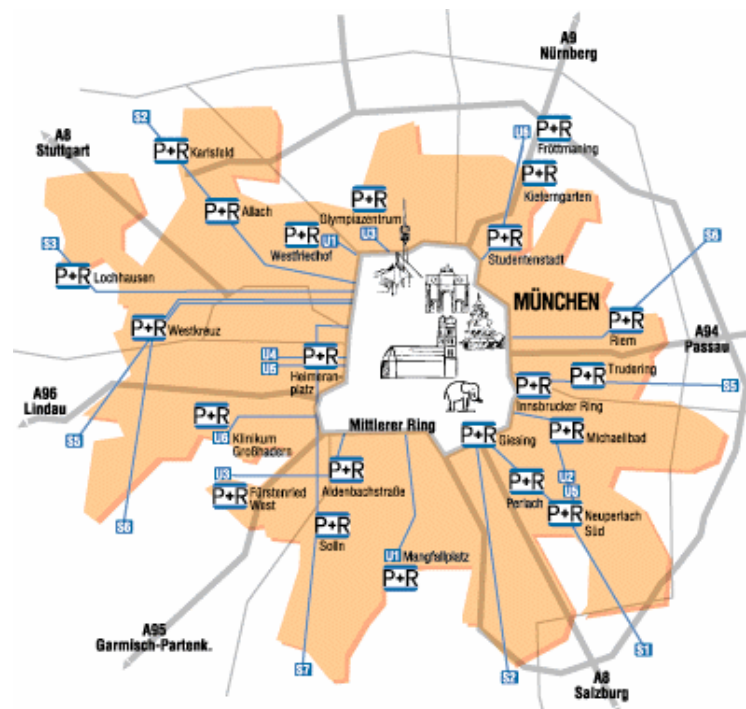 A9
Nürnberg
S2
U6
P+R
Fröttmaning
A8
Stuttgart
P+R Karlsfeld
P+R
Kieferngarten
P+R
Olympiazentrum
P+R
Allach
P+R
Westfriedhof
U1
U3
P+R
Studentenstadt
S6
S3
P+R Lochhausen
MÜNCHEN
P+R
Riem
P+R Westkreuz
A94
Passau
U4
U5
P+R
Heimeran-
platz
Trudering
P+R
S5
A96
Lindau
P+R
Innsbrucker Ring
P+R
U6 Klinikum
Großhadern
Mittlerer Ring
P+R Giesing
P+R
Michaelibad
S5
U2
U5
U3
P+R
Aidenbachstraße
P+R Fürstenried
West
P+R
Perlach
P+R Neuperlach
Süd
S6
P+R
Solln
U1 Mangfallplatz
P+R
A95
Garmisch-Partenk.
S7
S2
S1
A8
Salzburg